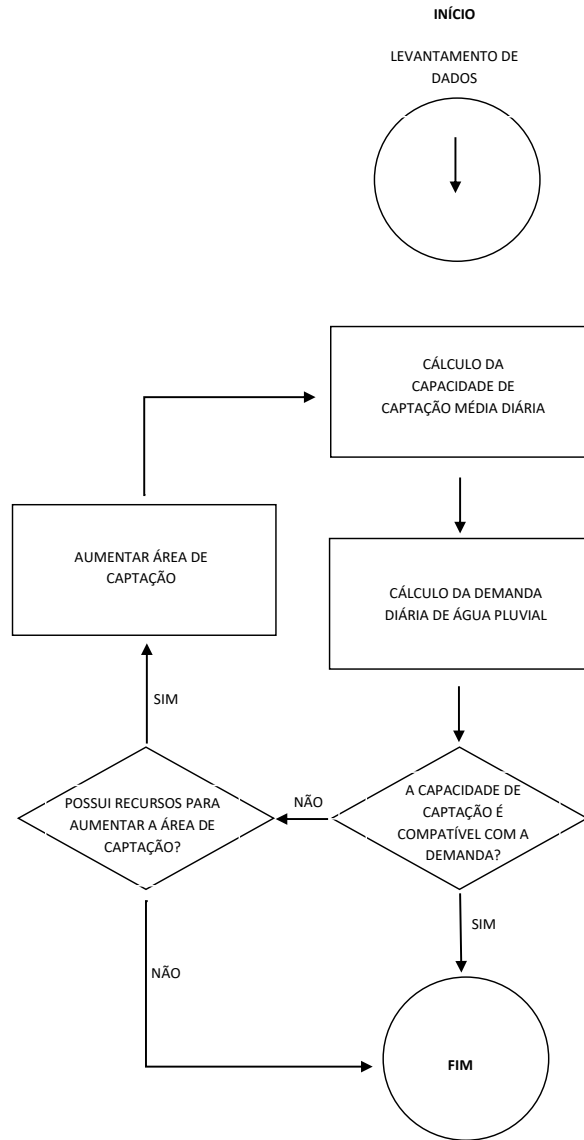 INÍCIO
LEVANTAMENTO DE
DADOS
CÁLCULO DA
CAPACIDADE DE
CAPTAÇÃO MÉDIA DIÁRIA
AUMENTAR ÁREA DE
CAPTAÇÃO
CÁLCULO DA DEMANDA
DIÁRIA DE ÁGUA PLUVIAL
SIM
POSSUI RECURSOS PARA
AUMENTAR A ÁREA DE
CAPTAÇÃO?
NÃO
A CAPACIDADE DE
CAPTAÇÃO É
COMPATÍVEL COM A
DEMANDA?
SIM
NÃO
FIM